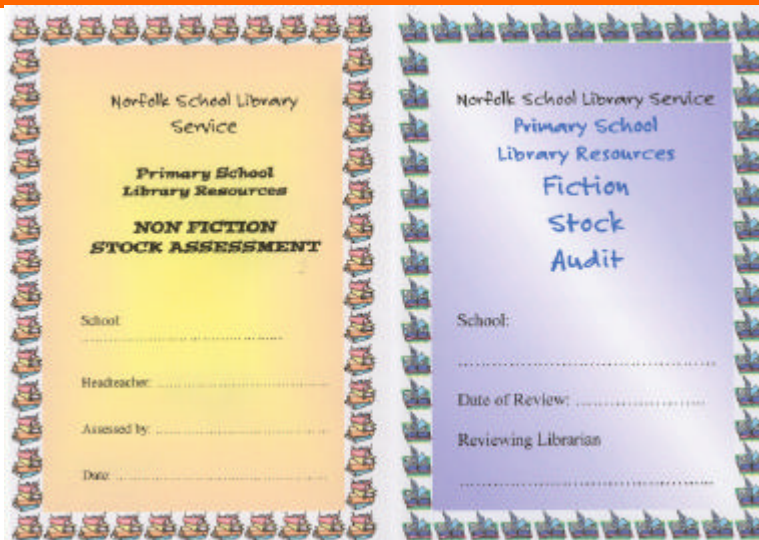 Norfolk School Library
Service
Primary School
Library Resources
NON FICTION
STOCK ASSESSMENT
School:
..........................................................
Headteacher: ..................................................
Assessed by: ..................................................
Date: ..............................................................
Norfolk School Library Service
Primary School
Library Resources
Fiction
Stock
Audit
School:
..........................................................
Date of Review: ..............................
Reviewing Librarian
..........................................................